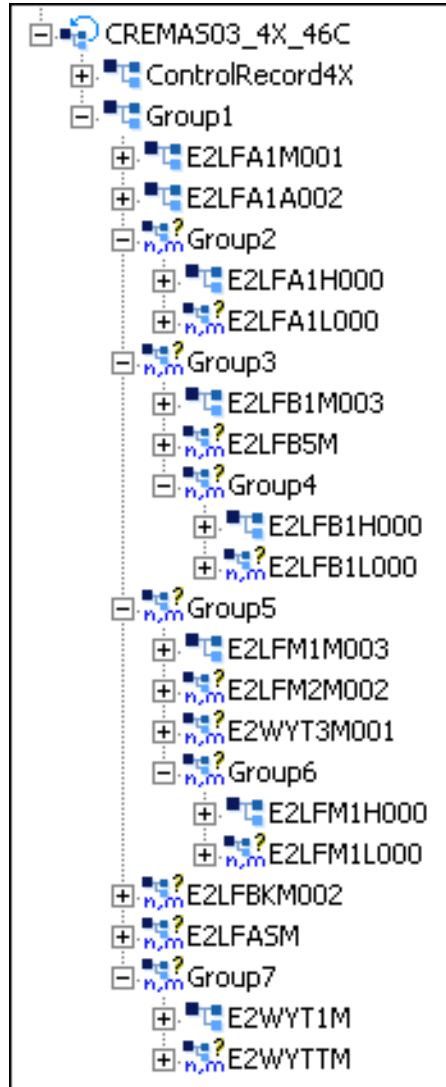 CREMAS03_4X_46C
ControlRecord4X
Group1
E2LFA1M001
E2LFA1A002
n,m?Group2
E2LFA1H000
n,m?E2LFA1L000
n,m?Group3
E2LFB1M003
n,m?E2LFB5M
n,m?Group4
E2LFB1H000
n,m?E2LFB1L000
n,m?Group5
E2LFM1M003
n,m?E2LFM2M002
n,m?E2WYT3M001
n,m?Group6
E2LFM1H000
n,m?E2LFM1L000
n,m?E2LFBKM002
n,m?E2LFASM
n,m?Group7
E2WYT1M
n,m?E2WYTTM